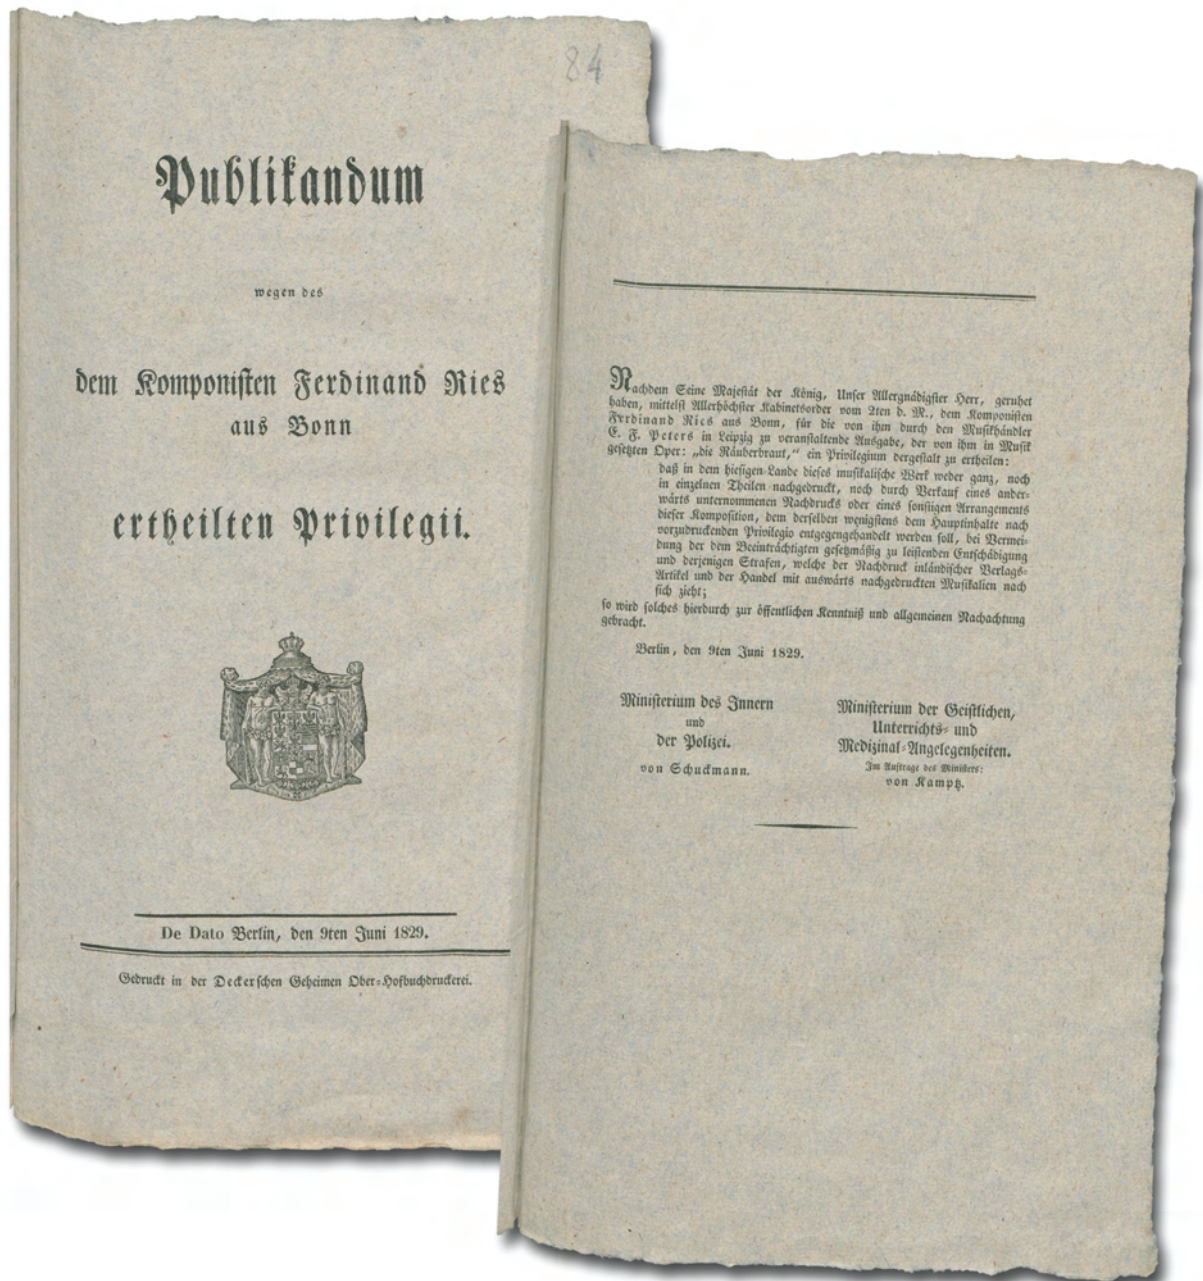 84
Publikandum
wegen des
dem Komponisten Ferdinand Ries
aus Bonn
ertheilten Privilegii.
De Dato Berlin, den 9ten Juni 1829.
Gedruckt in der Deckerschen Geheimen Ober-Hofbuchdruckerei.
Nachdem Seine Majestät der König, Unser Allergnädigster Herr, geruhet
haben, mittelst Allerhöchster Kabinetsorder vom 2ten d. M., dem Komponisten
Ferdinand Ries aus Bonn, für die von ihm durch den Musikhändler
C. F. Peters in Leipzig zu veranstaltende Ausgabe, der von ihm in Musik
gesetzten Oper: „die Räuberbraut,“ ein Privilegium dergestalt zu ertheilen:
daß in dem hiesigen Lande dieses musikalische Werk weder ganz, noch
in einzelnen Theilen nachgedruckt, noch durch Verkauf eines ander-
wärts unternommenen Nachdrucks oder eines sonstigen Arrangements
dieser Komposition, dem derselben wenigstens dem Hauptinhalte nach
vorzudruckenden Privilegio entgegengehandelt werden soll, bei Vermei-
dung der dem Beeinträchtigten gesetzmäßig zu leistenden Entschädigung
und derjenigen Strafen, welche der Nachdruck inländischer Verlags-
Artikel und der Handel mit auswärts nachgedruckten Musikalien nach
sich zieht;
so wird solches hierdurch zur öffentlichen Kenntniß und allgemeinen Nachachtung
gebracht.
Berlin, den 9ten Juni 1829.
Ministerium des Innern
und
der Polizei.
von Schuckmann.
Ministerium der Geistlichen,
Unterrichts- und
Medizinal-Angelegenheiten.
Im Auftrage des Ministers:
von Kamptz.